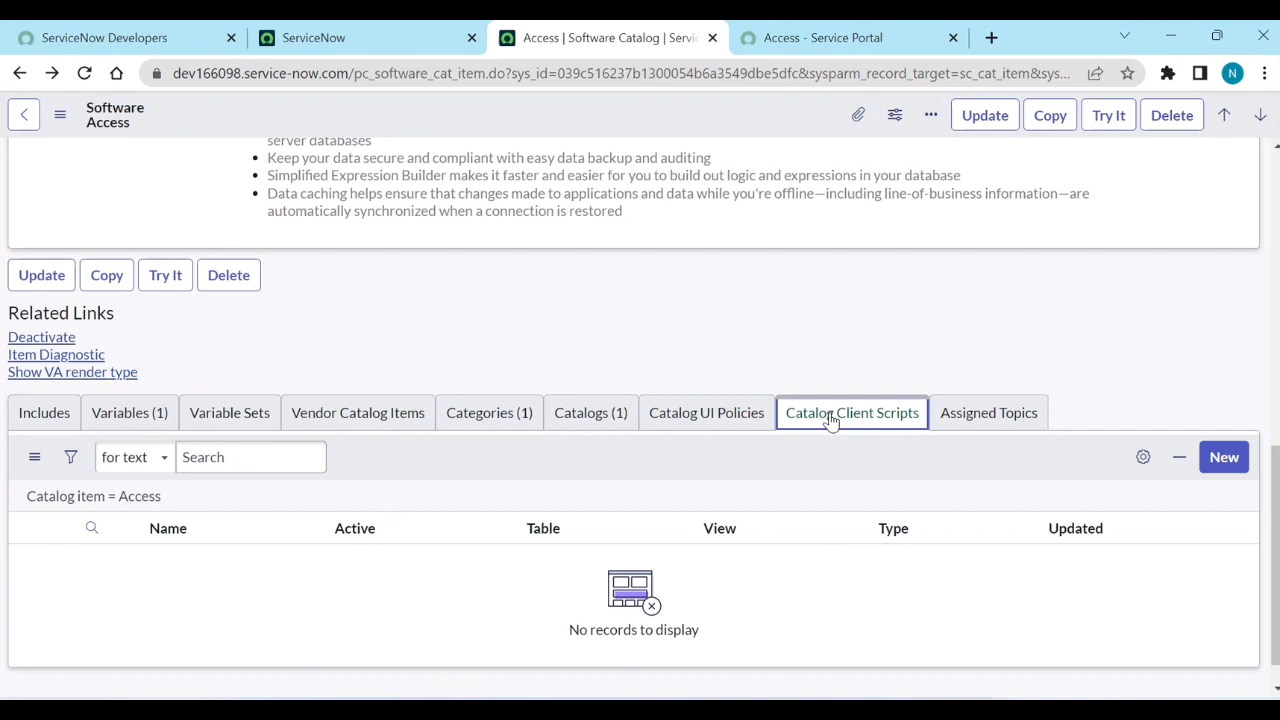 ServiceNow Developers
ServiceNow
Access | Software Catalog | Servic
Access - Service Portal
dev166098.service-now.com/pc_software_cat_item.do?sys_id=039c516237b1300054b6a3549dbe5dfc&sysparm_record_target=sc_cat_item&sys...
N
Software
Access
Update
Copy
Try It
Delete
server databases
• Keep your data secure and compliant with easy data backup and auditing
• Simplified Expression Builder makes it faster and easier for you to build out logic and expressions in your database
• Data caching helps ensure that changes made to applications and data while you're offline—including line-of-business information—are
automatically synchronized when a connection is restored
Update
Copy
Try It
Delete
Related Links
Deactivate
Item Diagnostic
Show VA render type
Includes
Variables (1)
Variable Sets
Vendor Catalog Items
Categories (1)
Catalogs (1)
Catalog UI Policies
Catalog Client Scripts
Assigned Topics
for text
Search
New
Catalog item = Access
Name
Active
Table
View
Type
Updated
No records to display